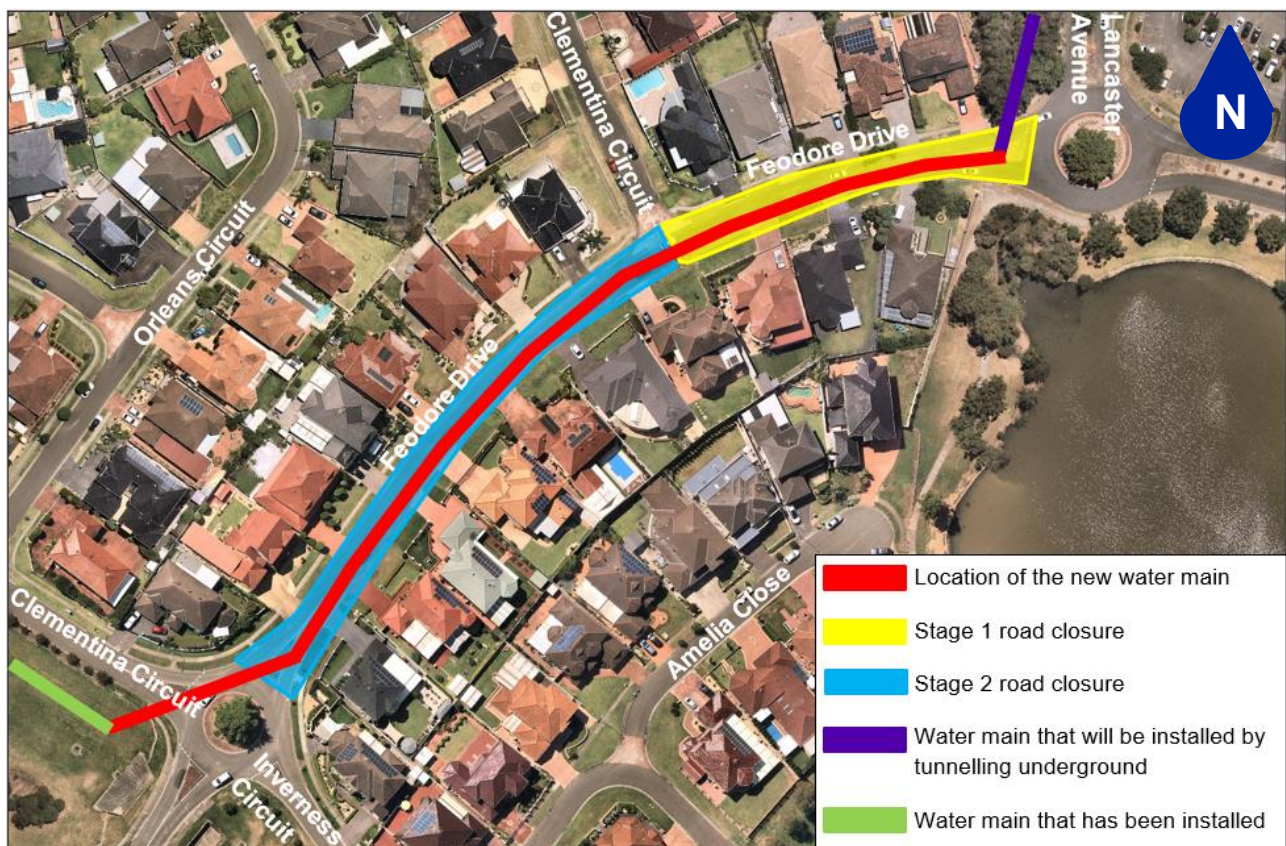 Clementina Circuit
Lancaster
Avenue
N
Feodore Drive
Orleans Circuit
Feodore Drive
Clementina Circuit
Amelia Close
Inverness
Circuit
Location of the new water main
Stage 1 road closure
Stage 2 road closure
Water main that will be installed by
tunnelling underground
Water main that has been installed